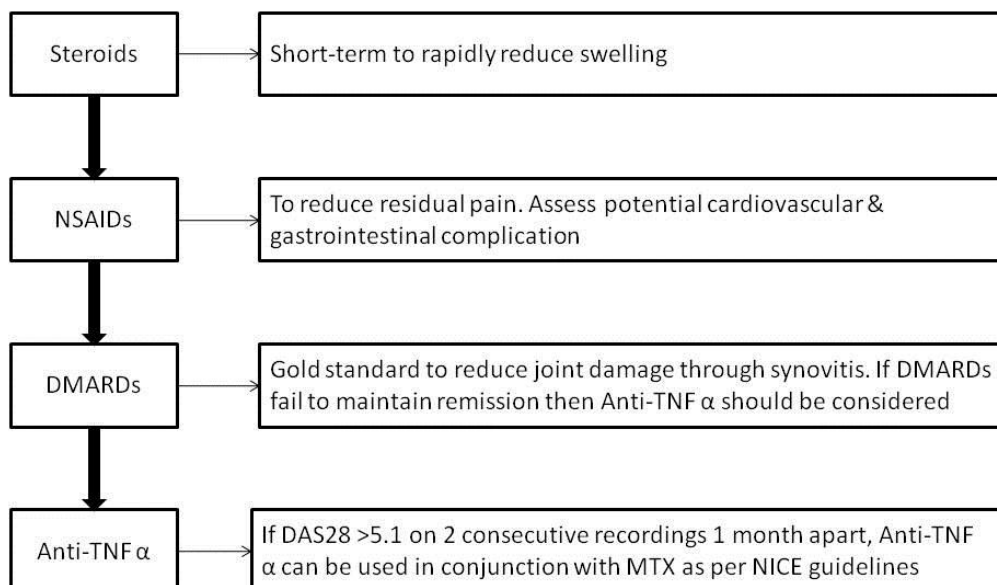 Steroids
Short-term to rapidly reduce swelling
NSAIDs
To reduce residual pain. Assess potential cardiovascular &
gastrointestinal complication
DMARDs
Gold standard to reduce joint damage through synovitis. If DMARDs
fail to maintain remission then Anti-TNF α should be considered
Anti-TNF α
If DAS28 >5.1 on 2 consecutive recordings 1 month apart, Anti-TNF
α can be used in conjunction with MTX as per NICE guidelines